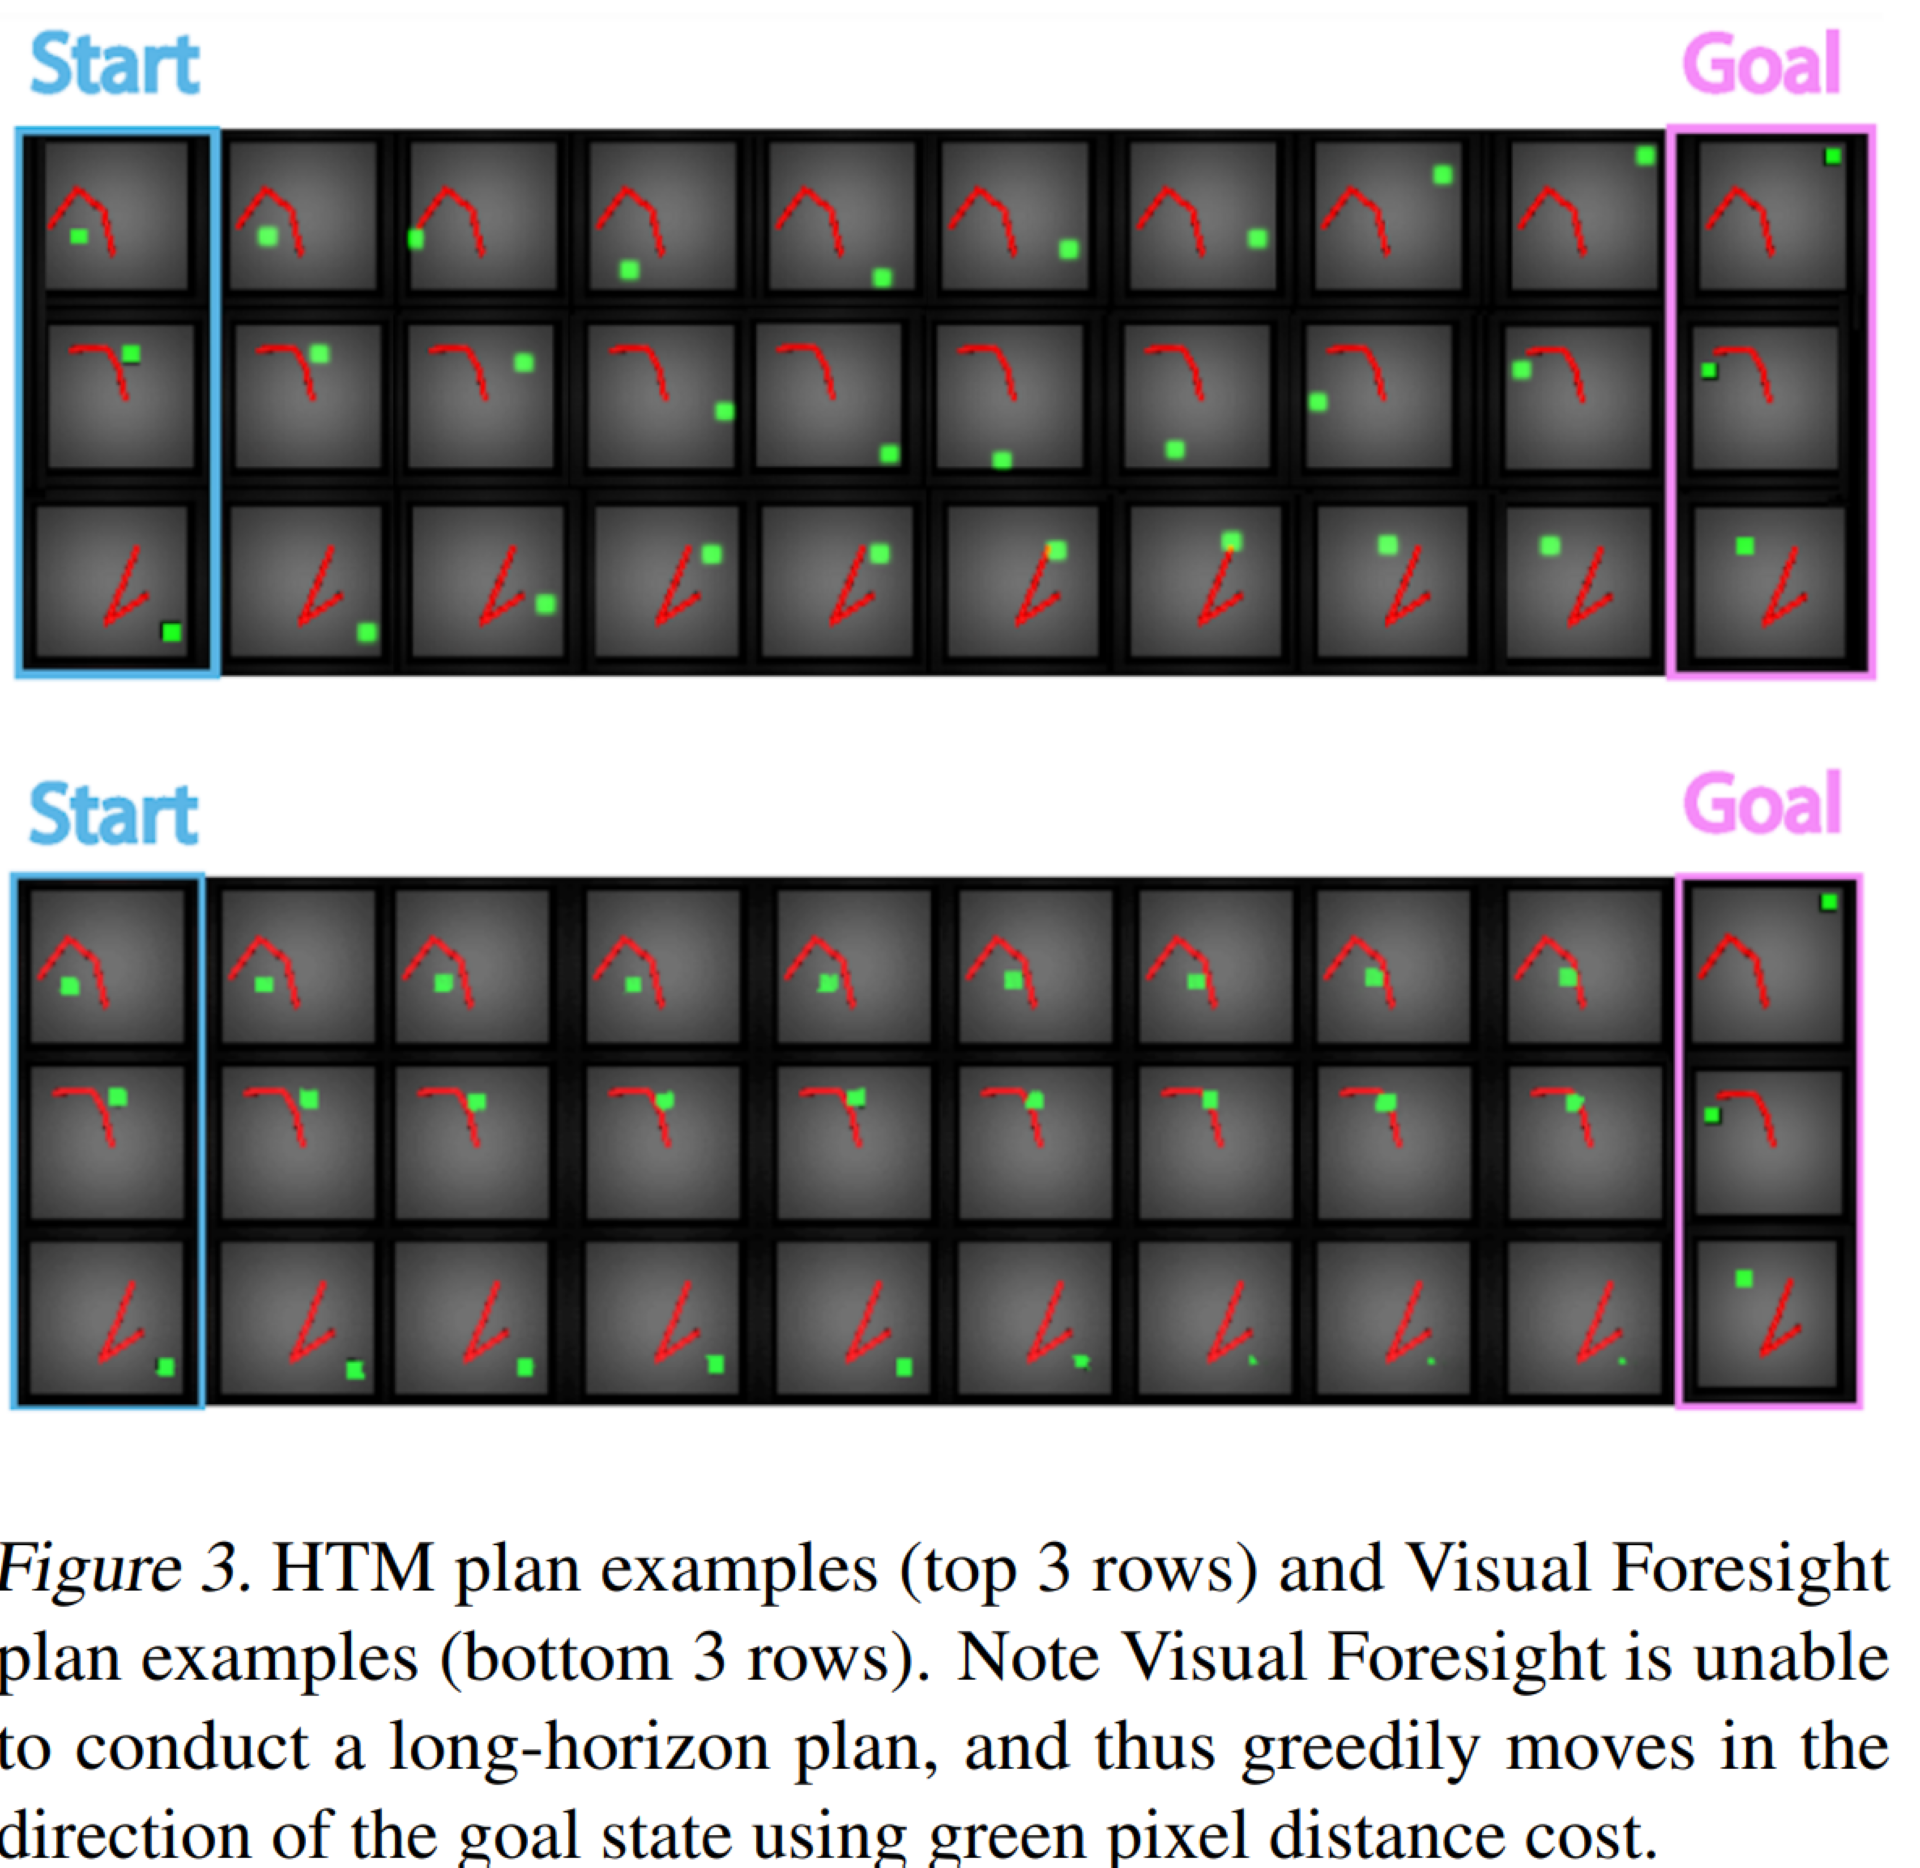 Start
Goal
Start
Goal
Figure 3. HTM plan examples (top 3 rows) and Visual Foresight
plan examples (bottom 3 rows). Note Visual Foresight is unable
to conduct a long-horizon plan, and thus greedily moves in the
direction of the goal state using green pixel distance cost.